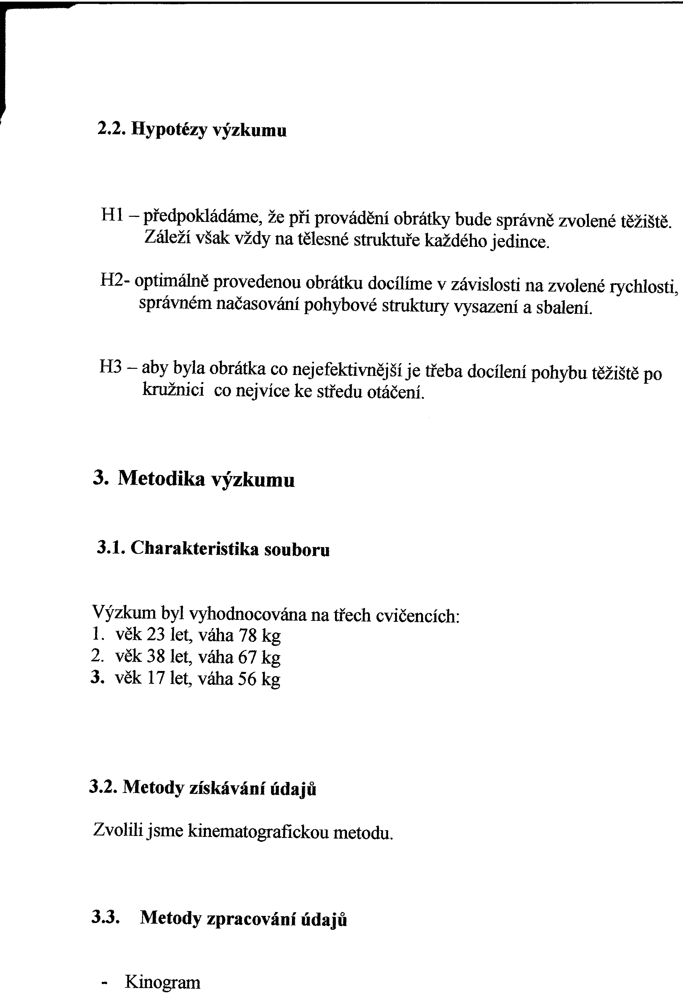 2.2. Hypotézy výzkumu
H1 – předpokládáme, že při provádění obrátky bude správně zvolené těžiště.
Záleží však vždy na tělesné struktuře každého jedince.
H2- optimálně provedenou obrátku docílíme v závislosti na zvolené rychlosti,
správném načasování pohybové struktury vysazení a sbalení.
H3 – aby byla obrátka co nejefektivnější je třeba docílení pohybu těžiště po
kružnici co nejvíce ke středu otáčení.
3. Metodika výzkumu
3.1. Charakteristika souboru
Výzkum byl vyhodnocována na třech cvičencích:
1. věk 23 let, váha 78 kg
2. věk 38 let, váha 67 kg
3. věk 17 let, váha 56 kg
3.2. Metody získávání údajů
Zvolili jsme kinematografickou metodu.
3.3. Metody zpracování údajů
- Kinogram